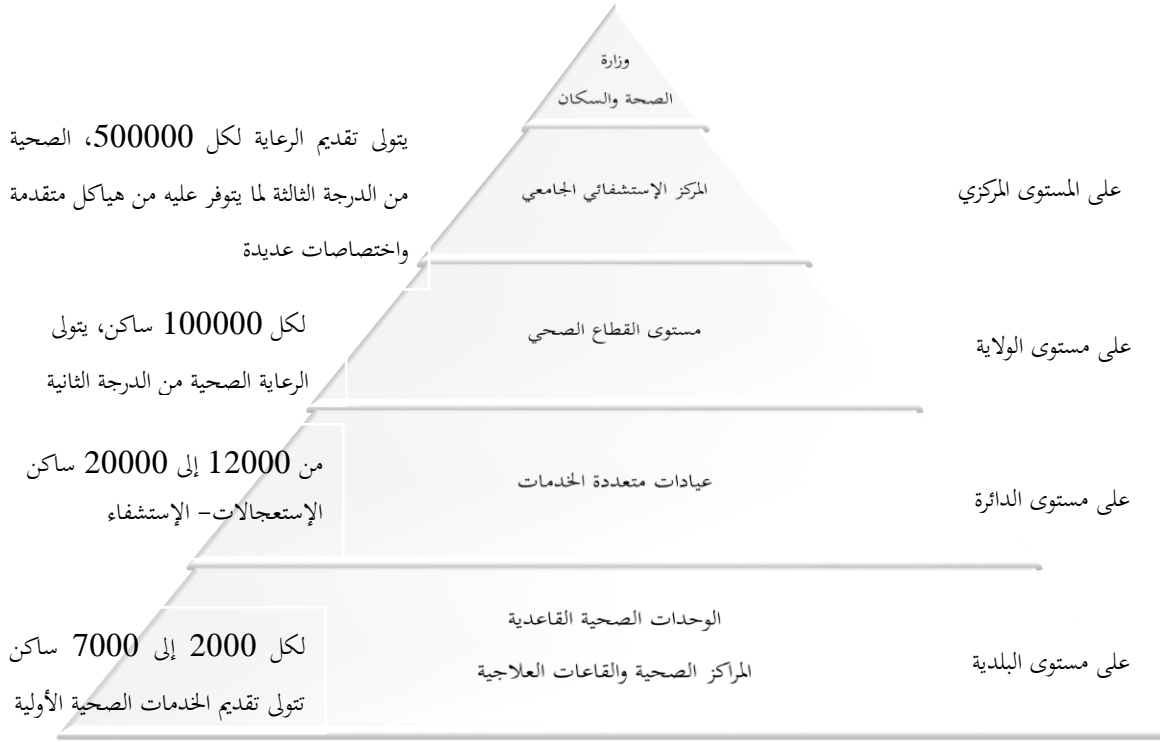 وزارة
الصحة والسكان
على المستوى المركزي
المركز الإستشفائي الجامعي
يتولى تقديم الرعاية لكل 500000، الصحية
من الدرجة الثالثة لما يتوفر عليه من هياكل متقدمة
واختصاصات عديدة
على مستوى الولاية
مستوى القطاع الصحي
لكل 100000 ساكن، يتولى
الرعاية الصحية من الدرجة الثانية
على مستوى الدائرة
عيادات متعددة الخدمات
من 12000 إلى 20000 ساكن
الإستعجالات– الإستشفاء
على مستوى البلدية
الوحدات الصحية القاعدية
المراكز الصحية والقاعات العلاجية
لكل 2000 إلى 7000 ساكن
تتولى تقديم الخدمات الصحية الأولية